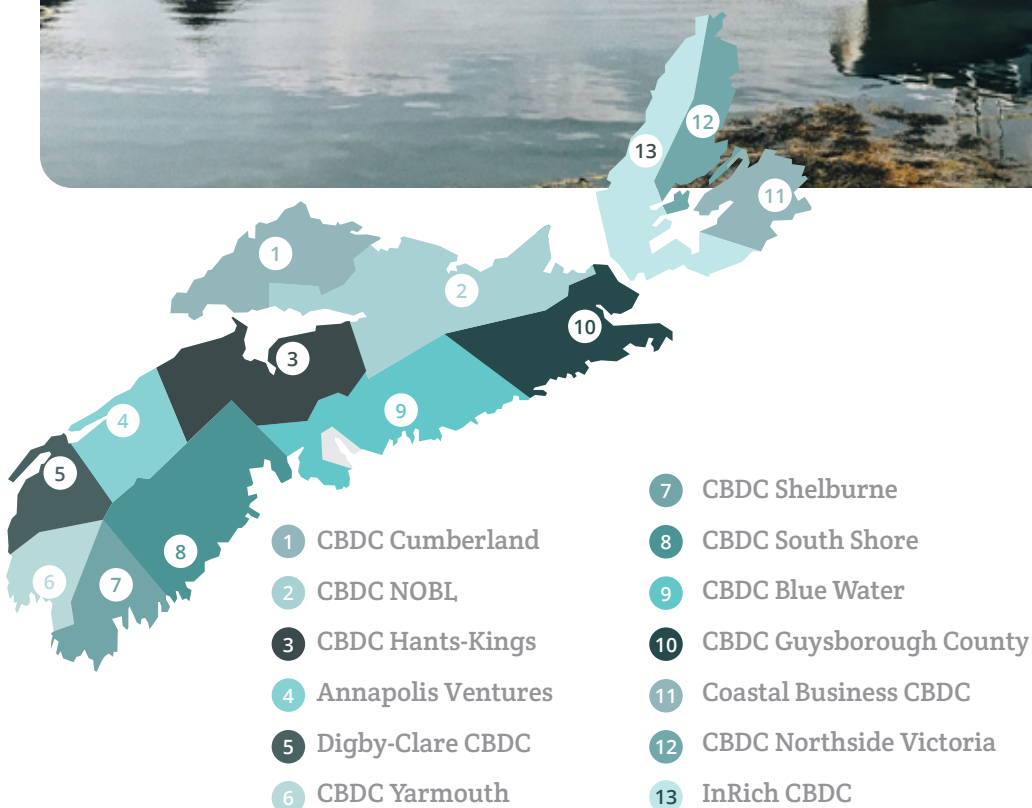 12
13
11
1
2
10
3
9
4
5
8
6
7
1 CBDC Cumberland
2 CBDC NOBL
3 CBDC Hants-Kings
4 Annapolis Ventures
5 Digby-Clare CBDC
6 CBDC Yarmouth
7 CBDC Shelburne
8 CBDC South Shore
9 CBDC Blue Water
10 CBDC Guysborough County
11 Coastal Business CBDC
12 CBDC Northside Victoria
13 InRich CBDC